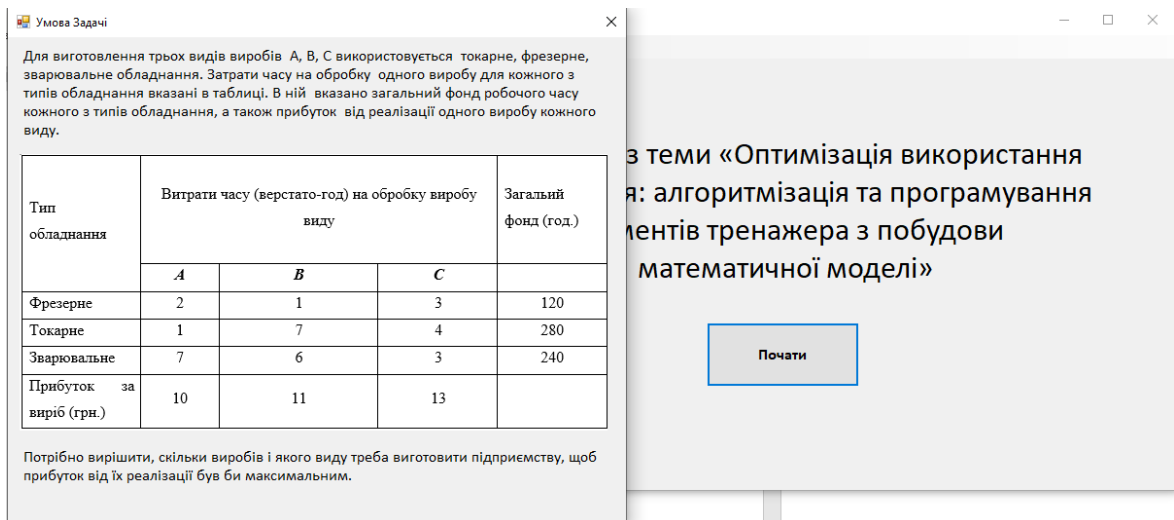 Умова Задачі
Для виготовлення трьох видів виробів А, В, С використовується токарне, фрезерне,
зварювальне обладнання. Затрати часу на обробку одного виробу для кожного з
типів обладнання вказані в таблиці. В ній вказано загальний фонд робочого часу
кожного з типів обладнання, а також прибуток від реалізації одного виробу кожного
виду.
Тип обладнання
Витрати часу (верстато-год) на обробку виробу
виду
Загальий
фонд (год.)
A B C
Фрезерне 2 1 3 120
Токарне 1 7 4 280
Зварювальне 7 6 3 240
Прибуток за
виріб (грн.)
10 11 13
Потрібно вирішити, скільки виробів і якого виду треба виготовити підприємству, щоб
прибуток від їх реалізації був би максимальним.
з теми «Оптимізація використання
: алгоритмізація та програмування
ментів тренажера з побудови
математичної моделі»
Почати